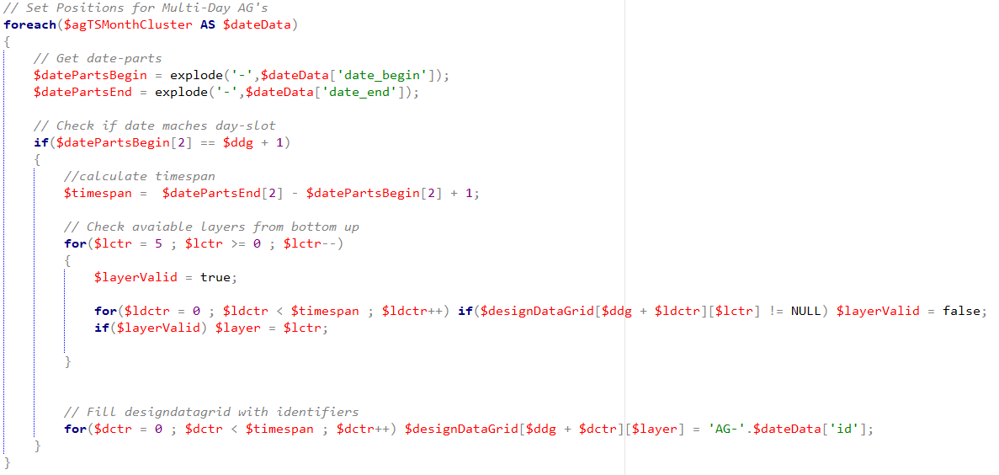 // Set Positions for Multi-Day AG's
foreach($agTSMonthCluster AS $dateData)
{
// Get date-parts
$datePartsBegin = explode('-',$dateData['date_begin']);
$datePartsEnd = explode('-',$dateData['date_end']);
// Check if date maches day-slot
if($datePartsBegin[2] == $ddg + 1)
{
//calculate timespan
$timespan =  $datePartsEnd[2] - $datePartsBegin[2] + 1;
// Check avaiable layers from bottom up
for($lctr = 5 ; $lctr >= 0 ; $lctr--)
{
$layerValid = true;
for($ldctr = 0 ; $ldctr < $timespan ; $ldctr++) if($designDataGrid[$ddg + $ldctr][$lctr] != NULL) $layerValid = false;
if($layerValid) $layer = $lctr;
}
// Fill designdatagrid with identifiers
for($dctr = 0 ; $dctr < $timespan ; $dctr++) $designDataGrid[$ddg + $dctr][$layer] = 'AG-'.$dateData['id'];
}
}